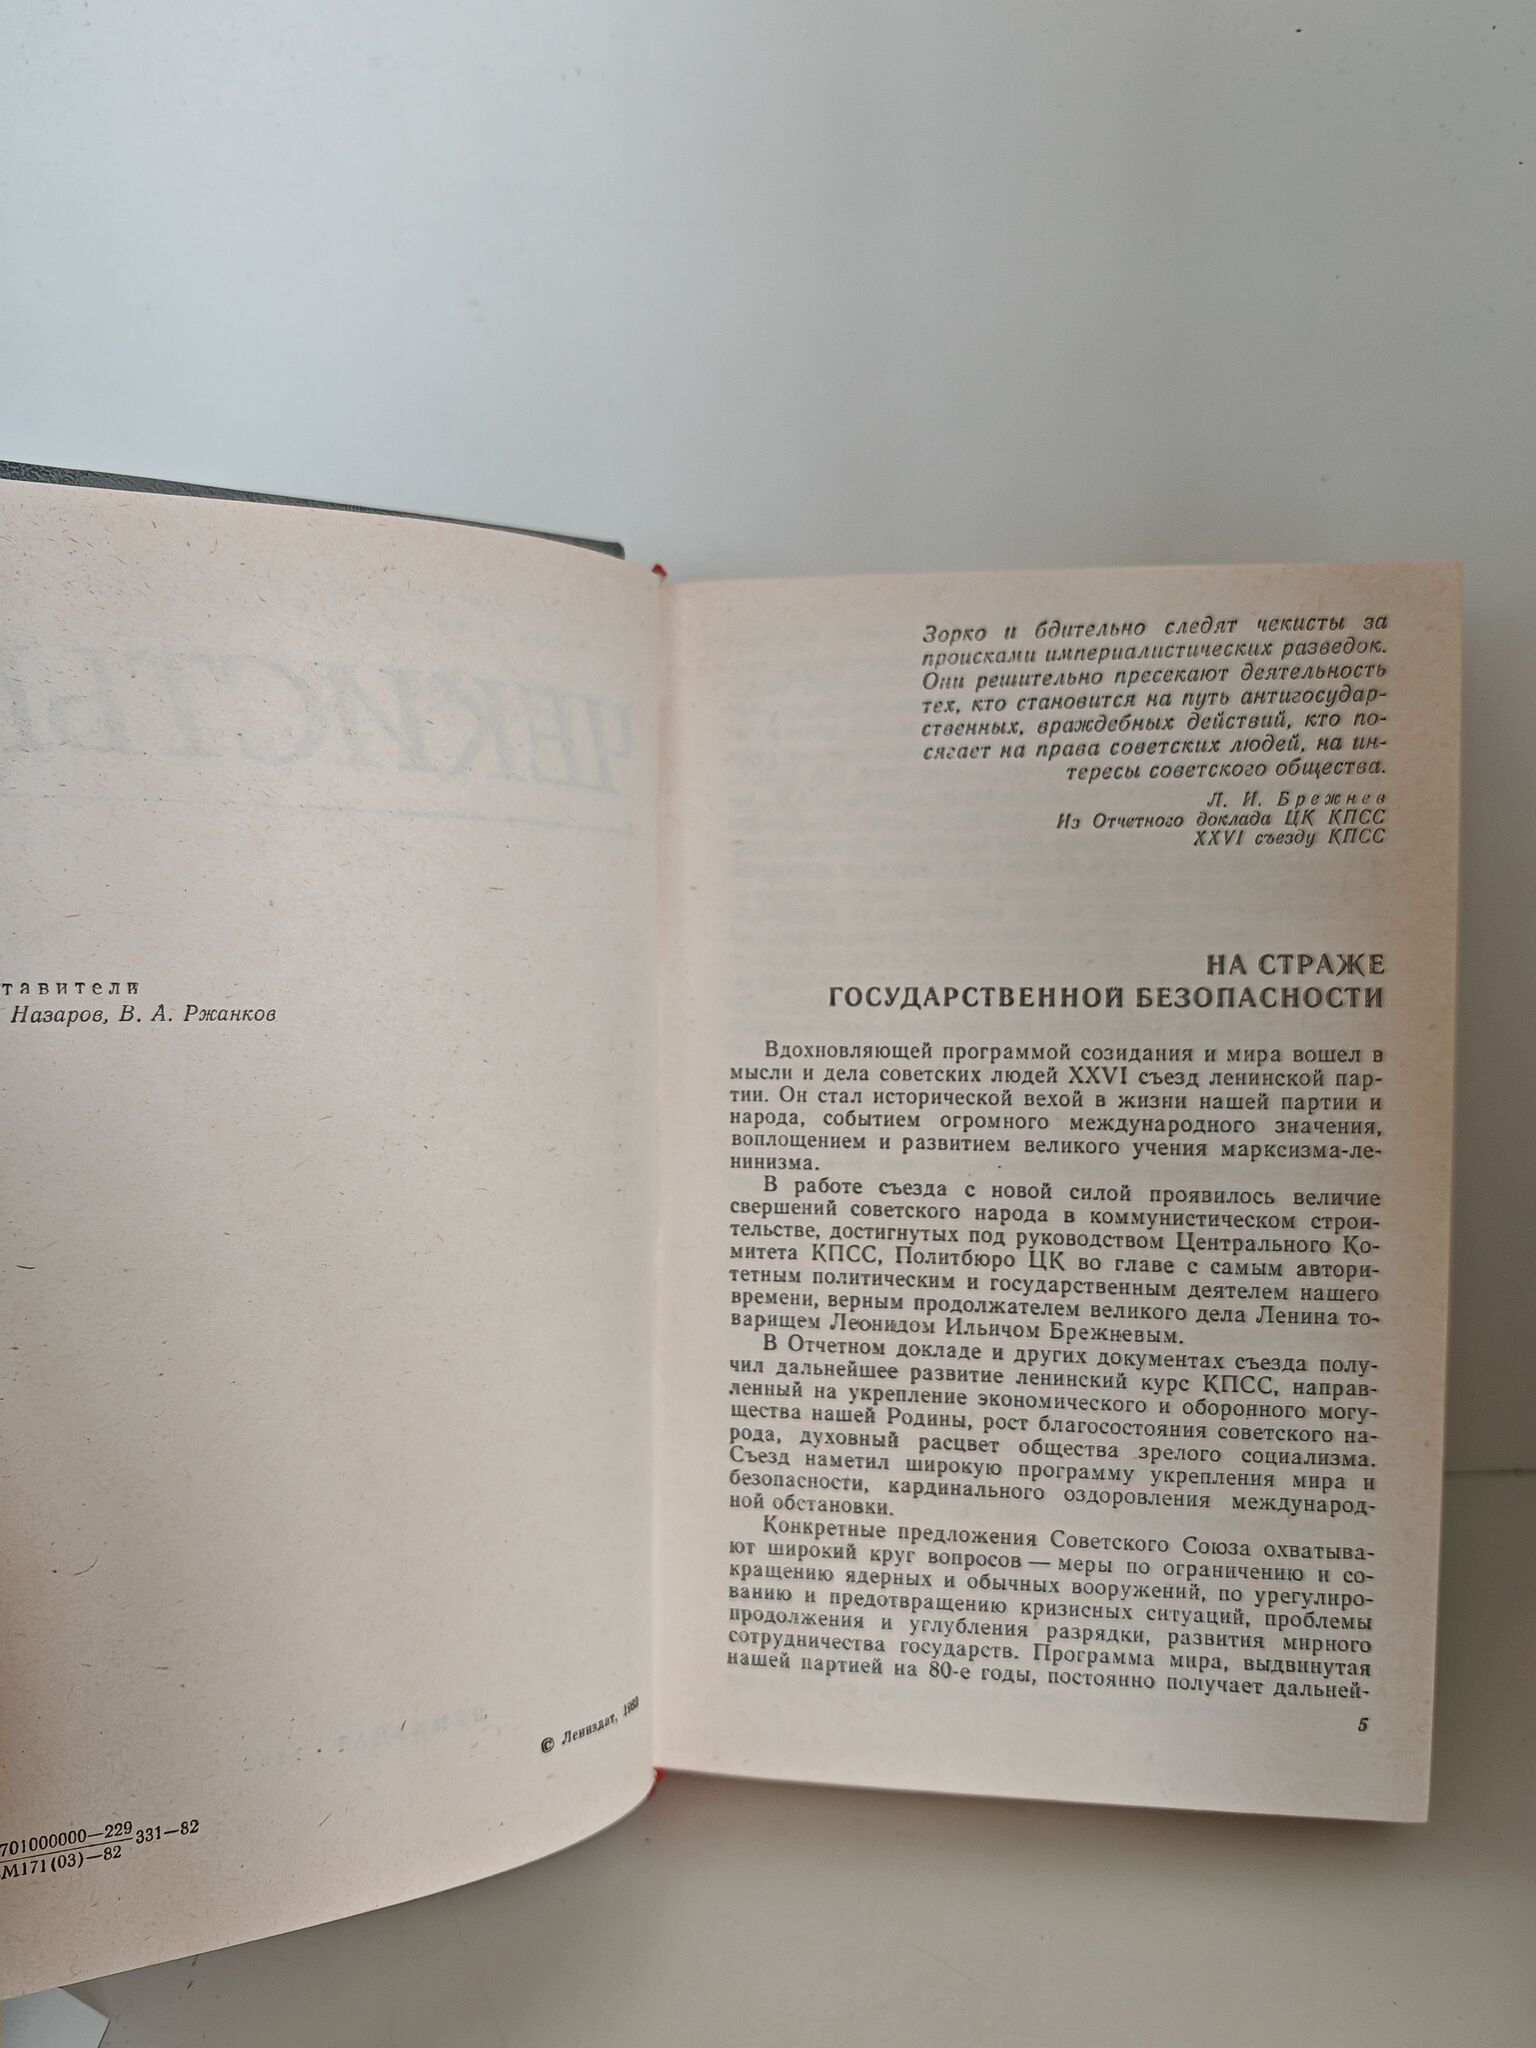 тавители
Назаров, В. А. Ржанков
© Лениздат, 1982
701000000—229
331—82
М171(03)—82
Зорко и бдительно следят чекисты за
происками империалистических разведок.
Они решительно пресекают деятельность
тех, кто становится на путь антигосудар-
ственных, враждебных действий, кто по-
сягает на права советских людей, на ин-
тересы советского общества.
Л. И. Брежнев
Из Отчетного доклада ЦК КПСС
XXVI съезду КПСС
НА СТРАЖЕ
ГОСУДАРСТВЕННОЙ БЕЗОПАСНОСТИ
Вдохновляющей программой созидания и мира вошел в
мысли и дела советских людей XXVI съезд ленинской пар-
тии. Он стал исторической вехой в жизни нашей партии и
народа, событием огромного международного значения,
воплощением и развитием великого учения марксизма-ле-
нинизма.
В работе съезда с новой силой проявилось величие
свершений советского народа в коммунистическом строи-
тельстве, достигнутых под руководством Центрального Ко-
митета КПСС, Политбюро ЦК во главе с самым автори-
тетным политическим и государственным деятелем нашего
времени, верным продолжателем великого дела Ленина то-
варищем Леонидом Ильичом Брежневым.
В Отчетном докладе и других документах съезда полу-
чил дальнейшее развитие ленинский курс КПСС, направ-
ленный на укрепление экономического и оборонного могу-
щества нашей Родины, рост благосостояния советского на-
рода, духовный расцвет общества зрелого социализма.
Съезд наметил широкую программу укрепления мира и
безопасности, кардинального оздоровления международ-
ной обстановки.
Конкретные предложения Советского Союза охватыва-
ют широкий круг вопросов — меры по ограничению и со-
кращению ядерных и обычных вооружений, по урегулиро-
ванию и предотвращению кризисных ситуаций, проблемы
продолжения и углубления разрядки, развития мирного
сотрудничества государств. Программа мира, выдвинутая
нашей партией на 80-е годы, постоянно получает дальней-
5